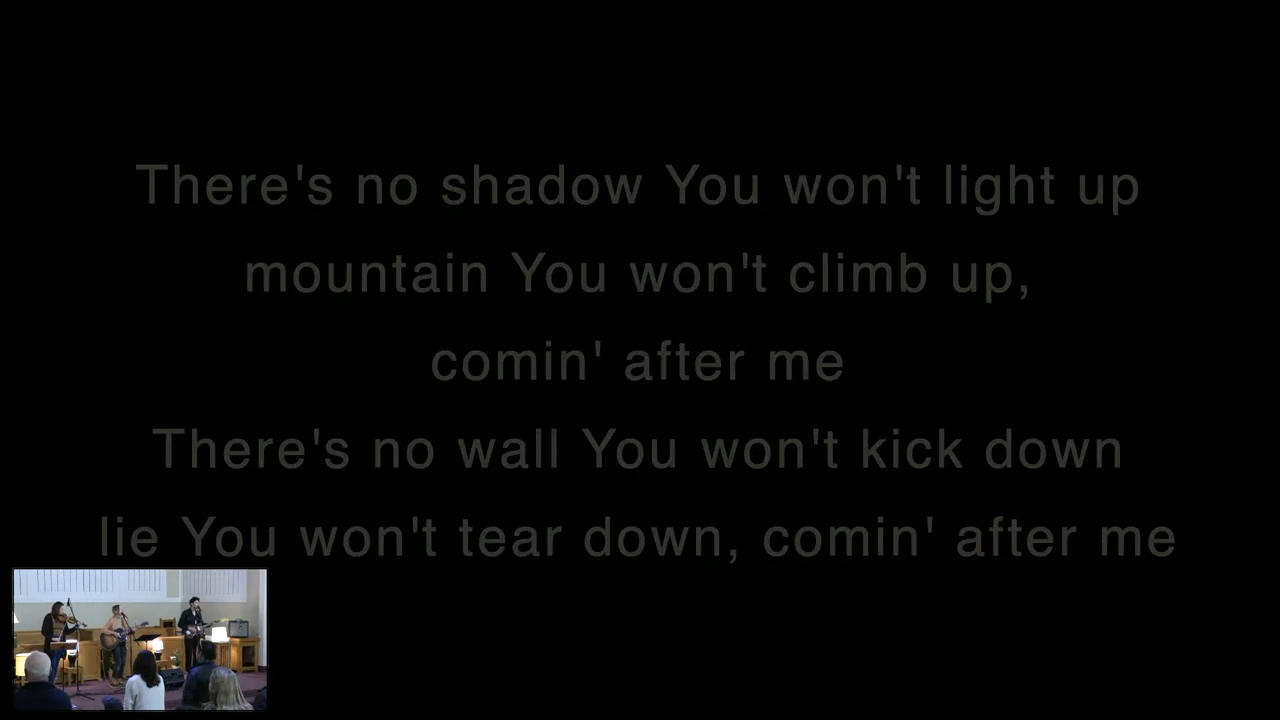 There's no shadow You won't light up
mountain You won't climb up,
comin' after me
There's no wall You won't kick down
lie You won't tear down, comin' after me